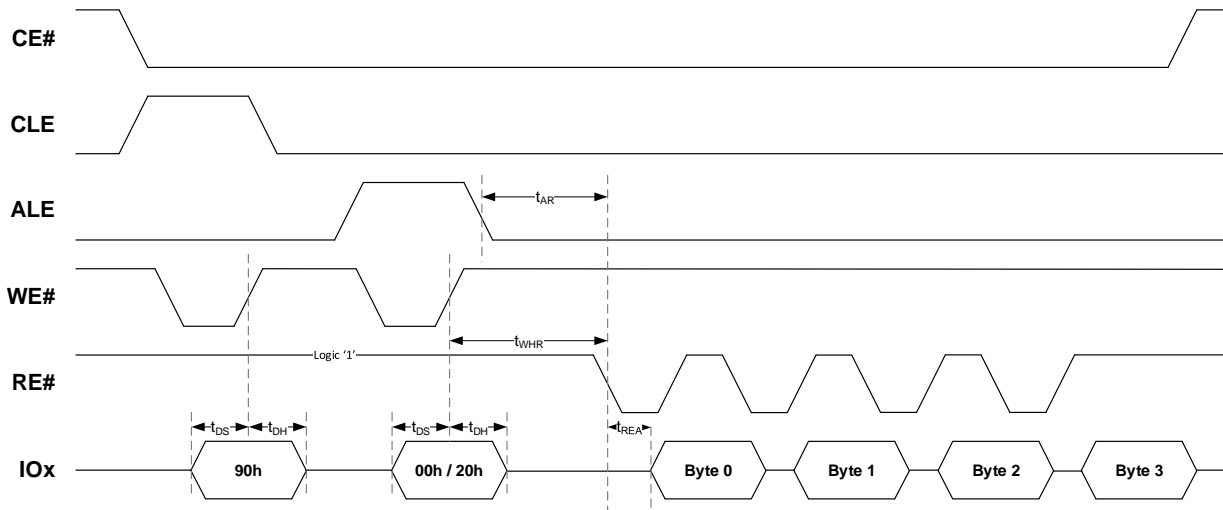 CE#
CLE
ALE
tAR
WE#
tWHR
RE#
Logic ‘1’
tDS tDH tDS tDH tREA
IOx
90h 00h / 20h Byte 0 Byte 1 Byte 2 Byte 3